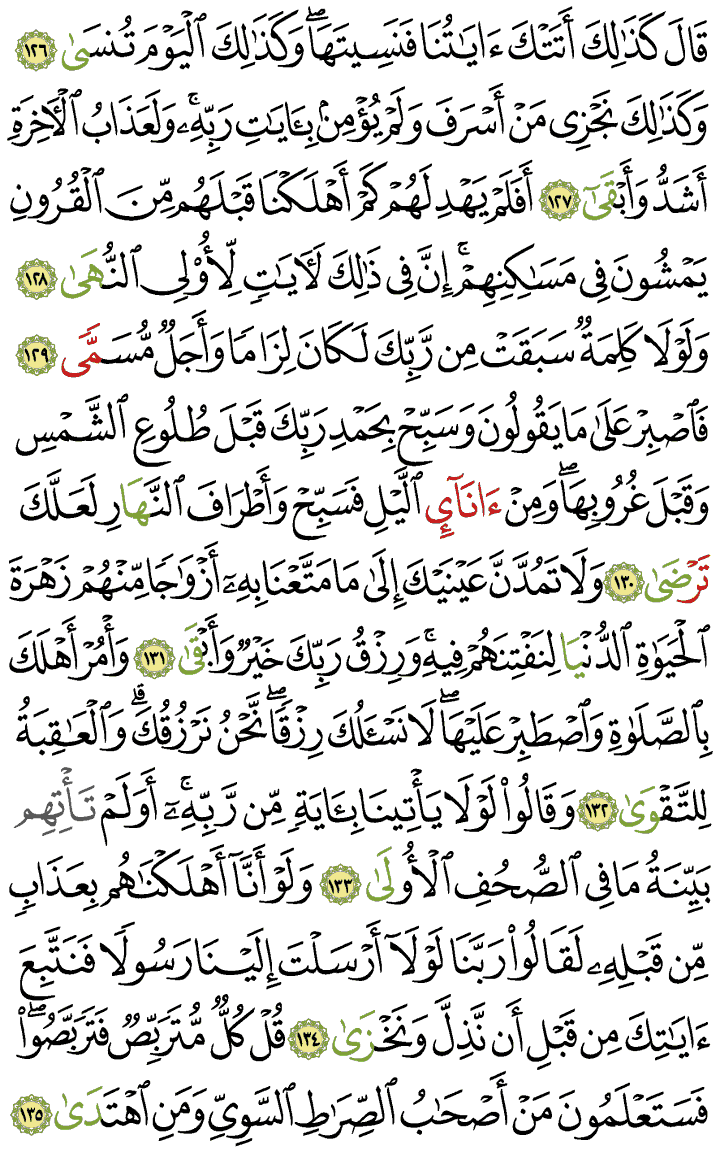 قَالَ كَذَٰلِكَ أَتَتْكَ ءَايَٰتُنَا فَنَسِيتَهَاۖ وَكَذَٰلِكَ ٱلْيَوْمَ تُنسَىٰ ١٢٦
وَكَذَٰلِكَ نَجْزِى مَنْ أَسْرَفَ وَلَمْ يُؤْمِنۢ بِـَٔايَٰتِ رَبِّهِۦۚ وَلَعَذَابُ ٱلْأَخِرَةِ
أَشَدُّ وَأَبْقَىٰٓ ١٢٧ أَفَلَمْ يَهْدِ لَهُمْ كَمْ أَهْلَكْنَا قَبْلَهُم مِّنَ ٱلْقُرُونِ
يَمْشُونَ فِى مَسَٰكِنِهِمْۚ إِنَّ فِى ذَٰلِكَ لَءَايَٰتٍ لِّأُو۟لِى ٱلنُّهَىٰ ١٢٨
وَلَوْلَا كَلِمَةٌ سَبَقَتْ مِن رَّبِّكَ لَكَانَ لِزَامًا وَأَجَلٌ مُّسَمًّى ١٢٩
فَٱصْبِرْ عَلَىٰ مَا يَقُولُونَ وَسَبِّحْ بِحَمْدِ رَبِّكَ قَبْلَ طُلُوعِ ٱلشَّمْسِ
وَقَبْلَ غُرُوبِهَاۖ وَمِنْ ءَانَآئِ ٱلَّيْلِ فَسَبِّحْ وَأَطْرَافَ ٱلنَّهَارِ لَعَلَّكَ
تَرْضَىٰ ١٣٠ وَلَا تَمُدَّنَّ عَيْنَيْكَ إِلَىٰ مَا مَتَّعْنَا بِهِۦٓ أَزْوَٰجًا مِّنْهُمْ زَهْرَةَ
ٱلْحَيَوٰةِ ٱلدُّنْيَا لِنَفْتِنَهُمْ فِيهِۚ وَرِزْقُ رَبِّكَ خَيْرٌ وَأَبْقَىٰ ١٣١ وَأْمُرْ أَهْلَكَ
بِٱلصَّلَوٰةِ وَٱصْطَبِرْ عَلَيْهَاۖ لَا نَسْـَٔلُكَ رِزْقًاۖ نَّحْنُ نَرْزُقُكَۗ وَٱلْعَٰقِبَةُ
لِلتَّقْوَىٰ ١٣٢ وَقَالُوا۟ لَوْلَا يَأْتِينَا بِـَٔايَةٍ مِّن رَّبِّهِۦٓۚ أَوَلَمْ تَأْتِهِم
بَيِّنَةُ مَا فِى ٱلصُّحُفِ ٱلْأُولَىٰ ١٣٣ وَلَوْ أَنَّآ أَهْلَكْنَٰهُم بِعَذَابٍ
مِّن قَبْلِهِۦ لَقَالُوا۟ رَبَّنَا لَوْلَآ أَرْسَلْتَ إِلَيْنَا رَسُولًا فَنَتَّبِعَ
ءَايَٰتِكَ مِن قَبْلِ أَن نَّذِلَّ وَنَخْزَىٰ ١٣٤ قُلْ كُلٌّ مُّتَرَبِّصٌ فَتَرَبَّصُوا۟ۖ
فَسَتَعْلَمُونَ مَنْ أَصْحَٰبُ ٱلصِّرَٰطِ ٱلسَّوِىِّ وَمَنِ ٱهْتَدَىٰ ١٣٥